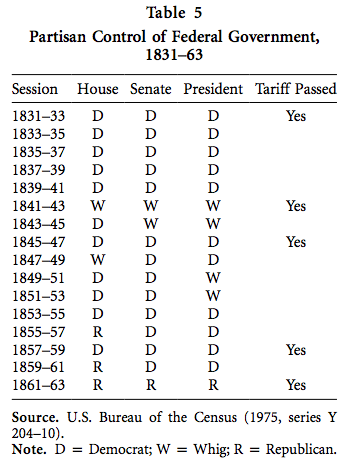 Table 5
Partisan Control of Federal Government,
1831–63
Session House Senate President Tariff Passed
1831–33 D D D Yes
1833–35 D D D
1835–37 D D D
1837–39 D D D
1839–41 D D D
1841–43 W W W Yes
1843–45 D W W
1845–47 D D D Yes
1847–49 W D D
1849–51 D D W
1851–53 D D W
1853–55 D D D
1855–57 R D D
1857–59 D D D Yes
1859–61 R D D
1861–63 R R R Yes
Source. U.S. Bureau of the Census (1975, series Y
204–10).
Note. D = Democrat; W = Whig; R = Republican.